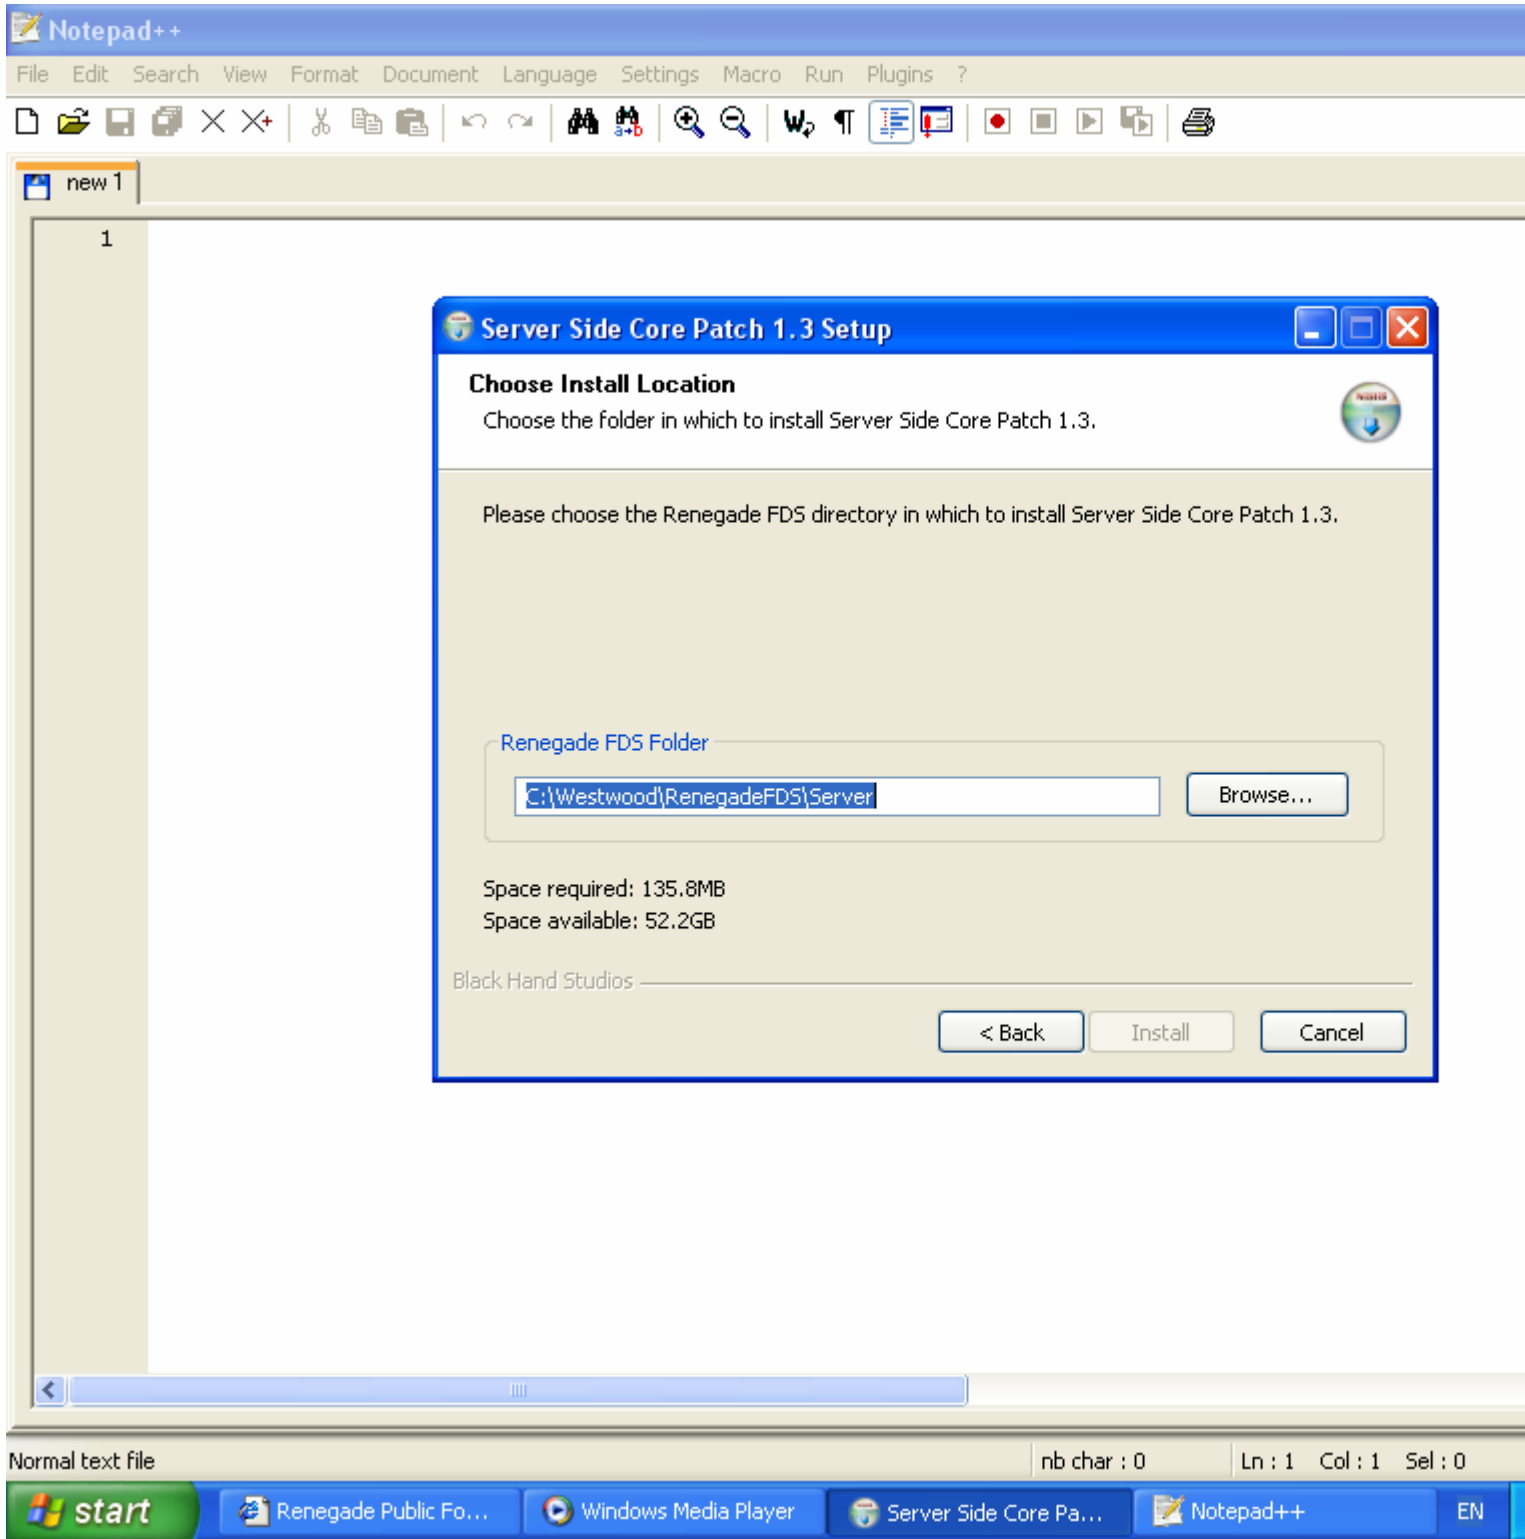 Notepad++
File Edit Search View Format Document Language Settings Macro Run Plugins ?
new 1
1
Server Side Core Patch 1.3 Setup
Choose Install Location
Choose the folder in which to install Server Side Core Patch 1.3.
Please choose the Renegade FDS directory in which to install Server Side Core Patch 1.3.
Renegade FDS Folder
C:\Westwood\RenegadeFDS\Server
Browse...
Space required: 135.8MB
Space available: 52.2GB
Black Hand Studios
< Back Install Cancel
Normal text file nb char : 0 Ln : 1 Col : 1 Sel : 0
start Renegade Public Fo... Windows Media Player Server Side Core Pa... Notepad++ EN